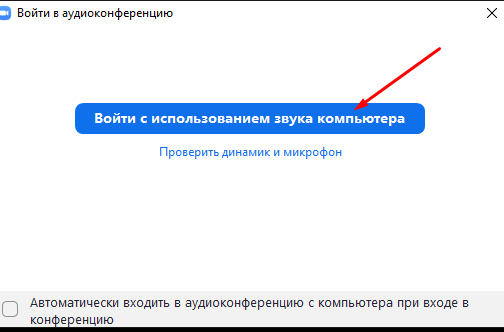 Войти в аудиоконференцию
Войти с использованием звука компьютера
Проверить динамик и микрофон
Автоматически входить в аудиоконференцию с компьютера при входе в
конференцию